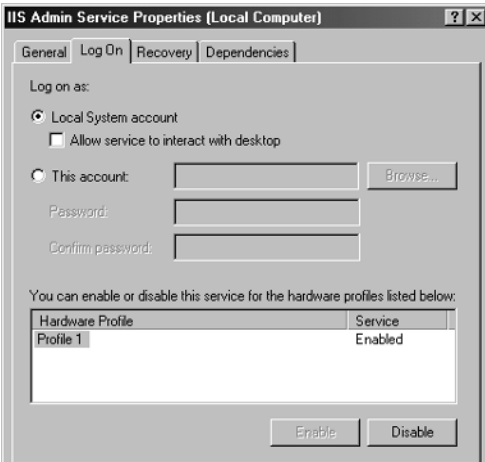 IIS Admin Service Properties (Local Computer)
General Log On Recovery Dependencies
Log on as:
Local System account
Allow service to interact with desktop
This account:
Browse...
Password:
Confirm password:
You can enable or disable this service for the hardware profiles listed below:
Hardware Profile Service
Profile 1 Enabled
Enable Disable